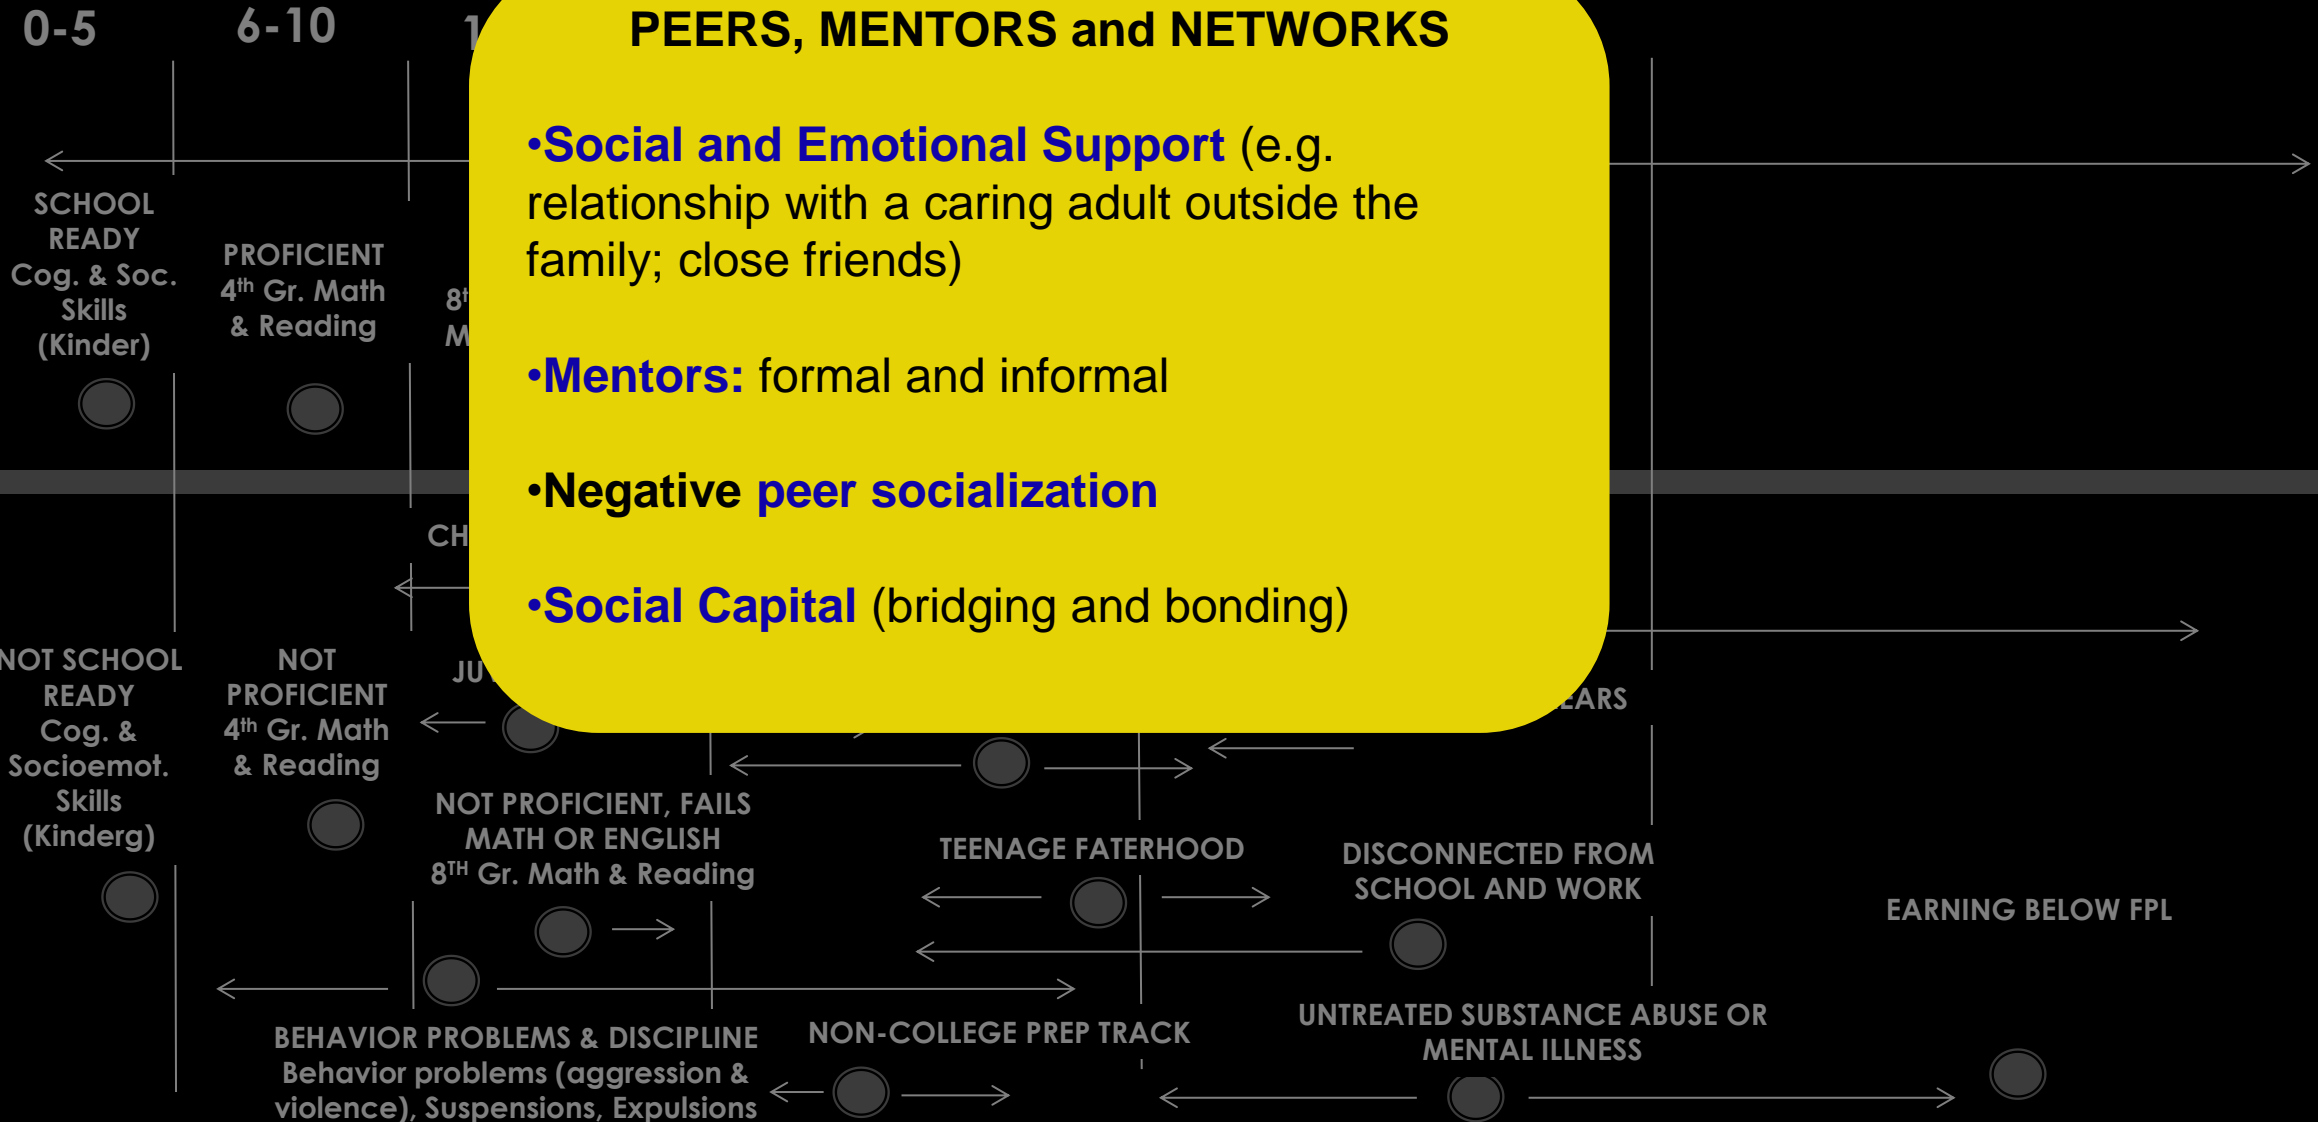 0-5
6-10
PEERS, MENTORS and NETWORKS
•Social and Emotional Support (e.g.
relationship with a caring adult outside the
family; close friends)
•Mentors: formal and informal
•Negative peer socialization
•Social Capital (bridging and bonding)
SCHOOL
READY
Cog. & Soc.
Skills
(Kinder)
PROFICIENT
4th Gr. Math
& Reading
NOT SCHOOL
READY
Cog. &
Socioemot.
Skills
(Kinderg)
NOT
PROFICIENT
4th Gr. Math
& Reading
NOT PROFICIENT, FAILS
MATH OR ENGLISH
8TH Gr. Math & Reading
TEENAGE FATERHOOD
DISCONNECTED FROM
SCHOOL AND WORK
EARNING BELOW FPL
BEHAVIOR PROBLEMS & DISCIPLINE
Behavior problems (aggression &
violence), Suspensions, Expulsions
NON-COLLEGE PREP TRACK
UNTREATED SUBSTANCE ABUSE OR
MENTAL ILLNESS